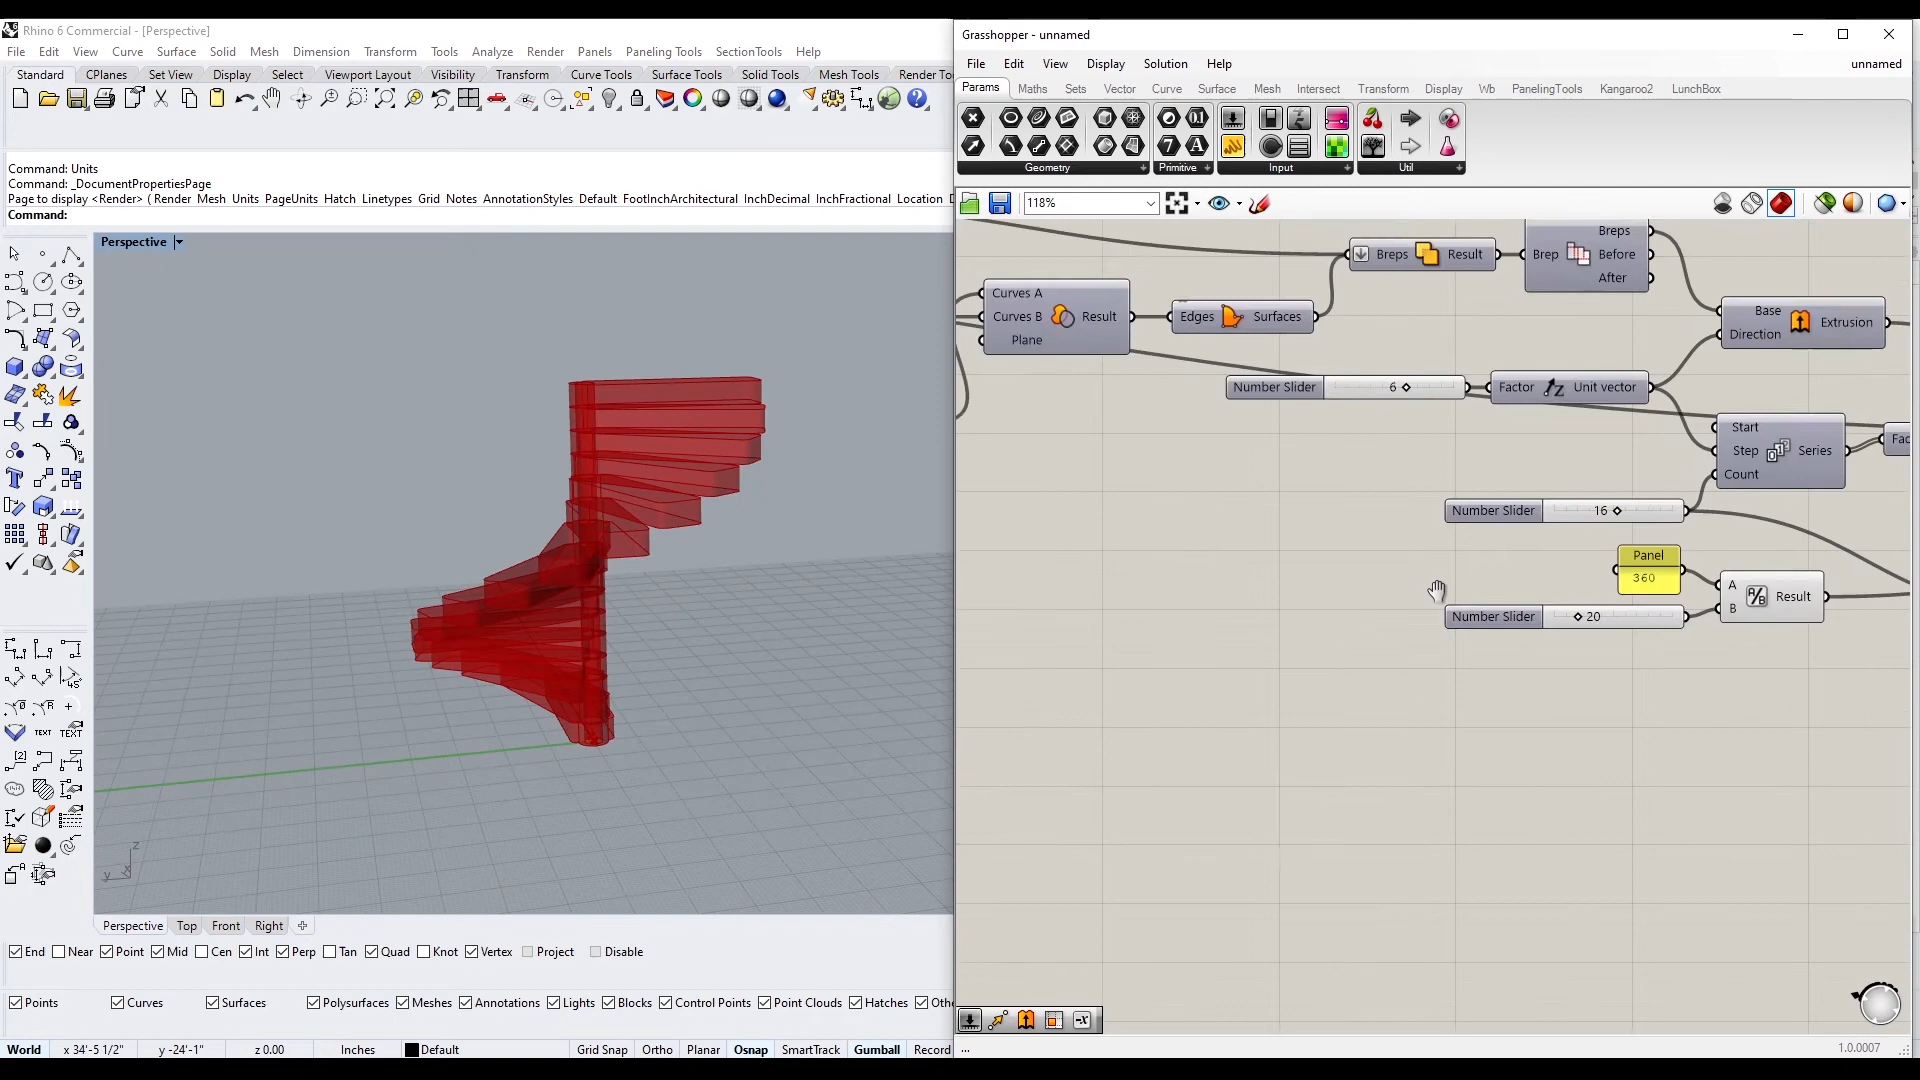 Rhino 6 Commercial - [Perspective]
File Edit View Curve Surface Solid Mesh Dimension Transform Tools Analyze Render Panels Paneling Tools SectionTools Help
Standard CPlanes Set View Display Select Viewport Layout Visibility Transform Curve Tools Surface Tools Solid Tools Mesh Tools Render To
Command: Units
Command: _DocumentPropertiesPage
Page to display <Render> ( Render Mesh Units PageUnits Hatch Linetypes Grid Notes AnnotationStyles Default FootInchArchitectural InchDecimal InchFractional Location D
Command:
Perspective
z
y x
Perspective Top Front Right
End Near Point Mid Cen Int Perp Tan Quad Knot Vertex Project Disable
Points Curves Surfaces Polysurfaces Meshes Annotations Lights Blocks Control Points Point Clouds Hatches Othe
World x 34'-5 1/2" y -24'-1" z 0.00 Inches Default Grid Snap Ortho Planar Osnap SmartTrack Gumball Record
Grasshopper - unnamed
File Edit View Display Solution Help unnamed
Params Maths Sets Vector Curve Surface Mesh Intersect Transform Display Wb PanelingTools Kangaroo2 LunchBox
Geometry Primitive Input Util
118%
Breps
Breps Result Brep Before
After
Curves A
Curves B Result Edges Surfaces
Plane
Base
Direction Extrusion
Number Slider 6 Factor Unit vector
Start
Step Series
Count
Fac
Number Slider 16
Panel
360
A
B Result
Number Slider 20
... 1.0.0007